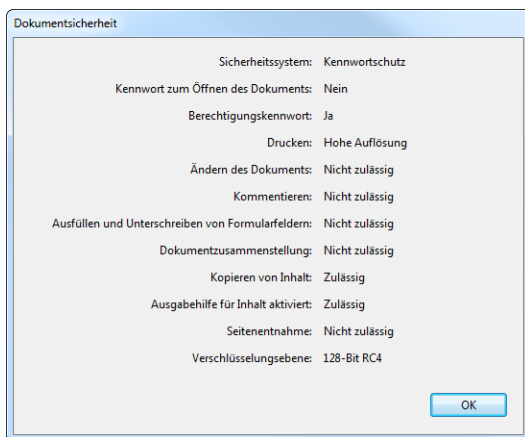 Dokumentsicherheit
Sicherheitssystem: Kennwortschutz
Kennwort zum Öffnen des Dokuments: Nein
Berechtigungskennwort: Ja
Drucken: Hohe Auflösung
Ändern des Dokuments: Nicht zulässig
Kommentieren: Nicht zulässig
Ausfüllen und Unterschreiben von Formularfeldern: Nicht zulässig
Dokumentzusammenstellung: Nicht zulässig
Kopieren von Inhalt: Zulässig
Ausgabehilfe für Inhalt aktiviert: Zulässig
Seitenentnahme: Nicht zulässig
Verschlüsselungsebene: 128-Bit RC4
OK